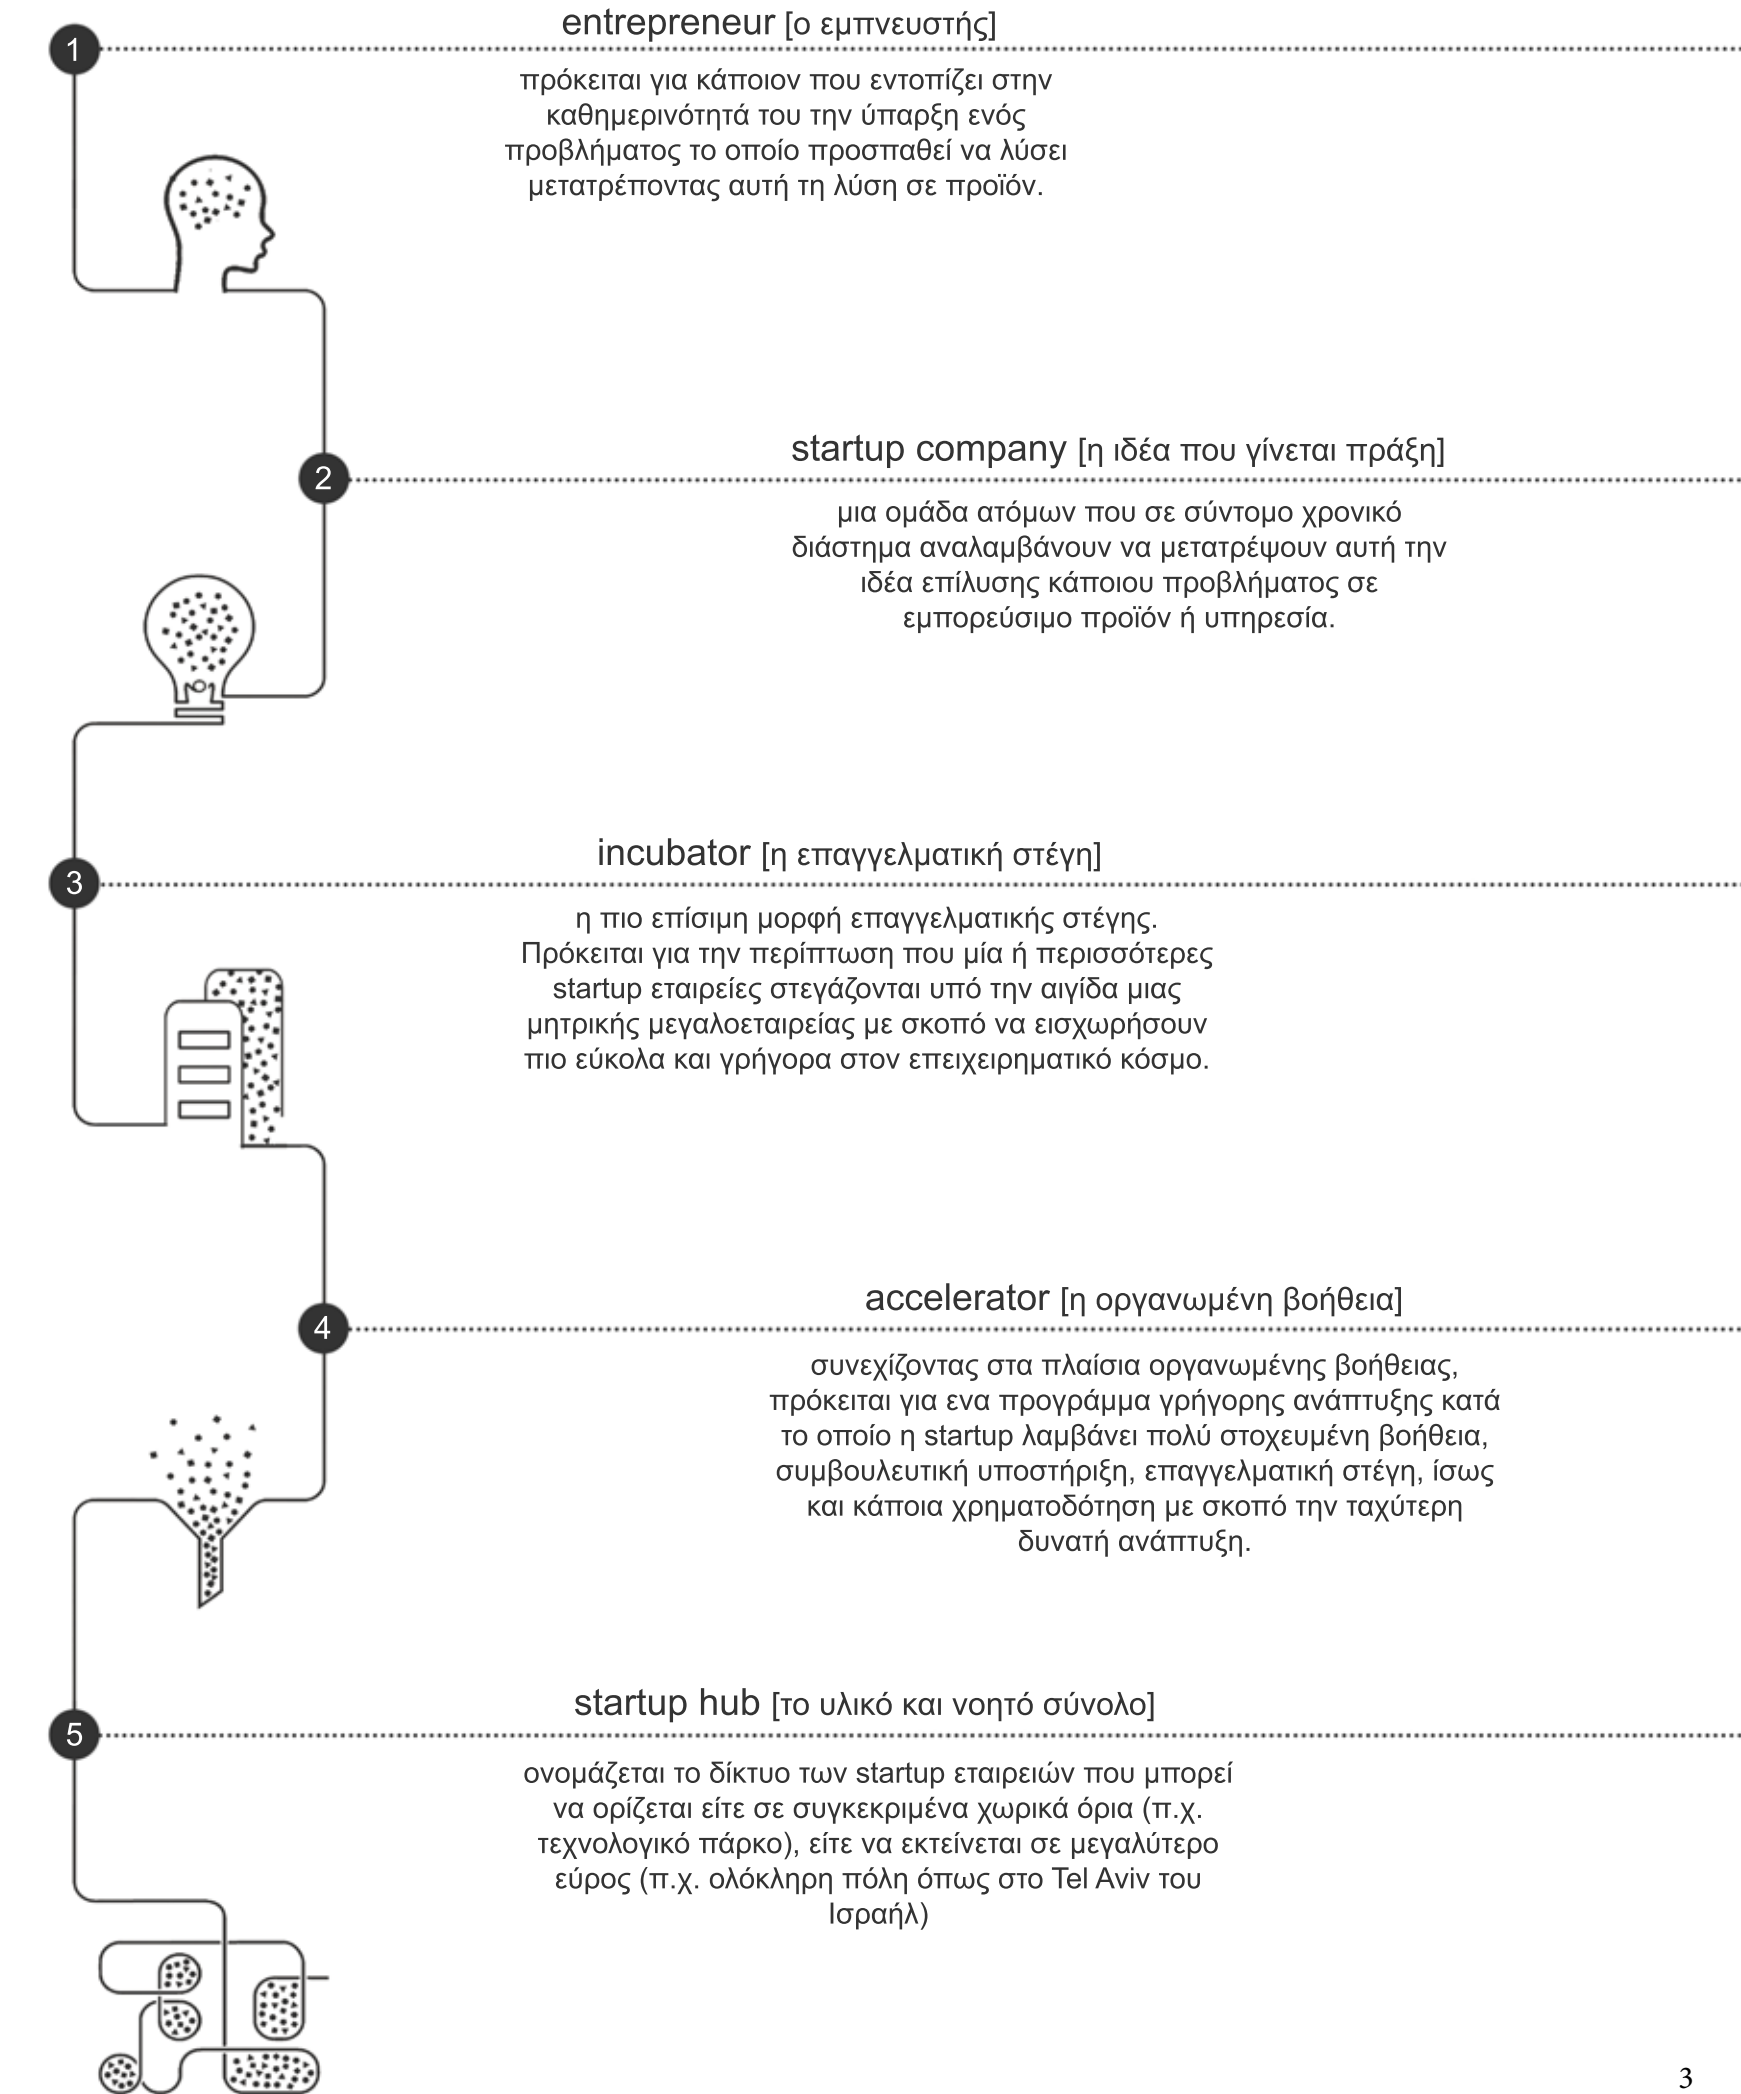 1
entrepreneur [ο εμπνευστής]
πρόκειται για κάποιον που εντοπίζει στην
καθημερινότητά του την ύπαρξη ενός
προβλήματος το οποίο προσπαθεί να λύσει
μετατρέποντας αυτή τη λύση σε προϊόν.
2
startup company [η ιδέα που γίνεται πράξη]
μια ομάδα ατόμων που σε σύντομο χρονικό
διάστημα αναλαμβάνουν να μετατρέψουν αυτή την
ιδέα επίλυσης κάποιου προβλήματος σε
εμπορεύσιμο προϊόν ή υπηρεσία.
3
incubator [η επαγγελματική στέγη]
η πιο επίσιμη μορφή επαγγελματικής στέγης.
Πρόκειται για την περίπτωση που μία ή περισσότερες
startup εταιρείες στεγάζονται υπό την αιγίδα μιας
μητρικής μεγαλοεταιρείας με σκοπό να εισχωρήσουν
πιο εύκολα και γρήγορα στον επειχειρηματικό κόσμο.
4
accelerator [η οργανωμένη βοήθεια]
συνεχίζοντας στα πλαίσια οργανωμένης βοήθειας,
πρόκειται για ενα προγράμμα γρήγορης ανάπτυξης κατά
το οποίο η startup λαμβάνει πολύ στοχευμένη βοήθεια,
συμβουλευτική υποστήριξη, επαγγελματική στέγη, ίσως
και κάποια χρηματοδότηση με σκοπό την ταχύτερη
δυνατή ανάπτυξη.
5
startup hub [το υλικό και νοητό σύνολο]
ονομάζεται το δίκτυο των startup εταιρειών που μπορεί
να ορίζεται είτε σε συγκεκριμένα χωρικά όρια (π.χ.
τεχνολογικό πάρκο), είτε να εκτείνεται σε μεγαλύτερο
εύρος (π.χ. ολόκληρη πόλη όπως στο Tel Aviv του
Ισραήλ)
3